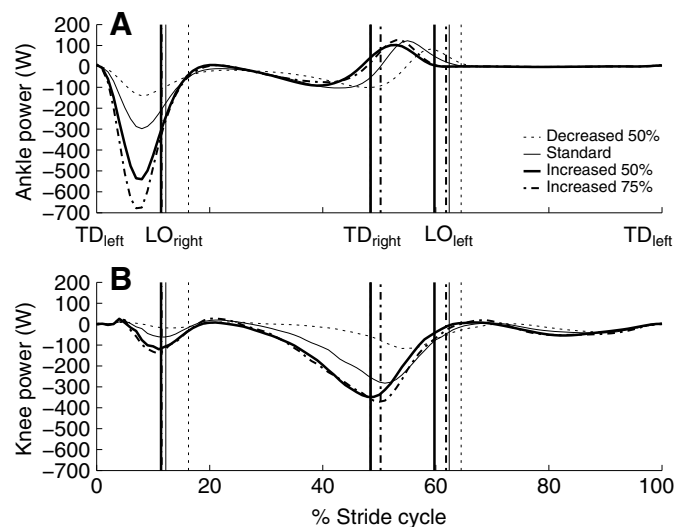 A
200
100
0
−100
−200
−300
−400
−500
−600
−700
Ankle power (W)
Decreased 50%
Standard
Increased 50%
Increased 75%
TDleft LOright TDright LOleft TDleft
B
200
100
0
−100
−200
−300
−400
−500
−600
−700
Knee power (W)
0 20 40 60 80 100
% Stride cycle